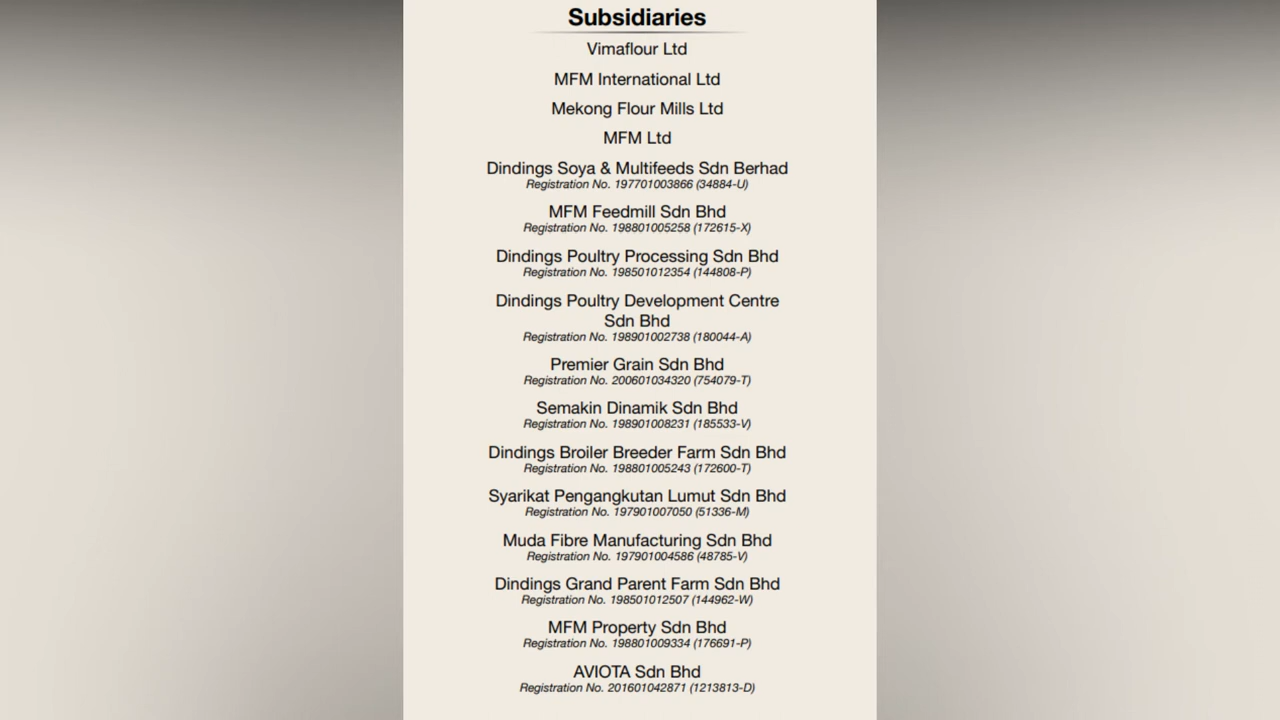 Subsidiaries
Vimaflour Ltd
MFM International Ltd
Mekong Flour Mills Ltd
MFM Ltd
Dindings Soya & Multifeeds Sdn Berhad
Registration No. 197701003866 (34884-U)
MFM Feedmill Sdn Bhd
Registration No. 198801005258 (172615-X)
Dindings Poultry Processing Sdn Bhd
Registration No. 198501012354 (144808-P)
Dindings Poultry Development Centre
Sdn Bhd
Registration No. 198901002738 (180044-A)
Premier Grain Sdn Bhd
Registration No. 200601034320 (754079-T)
Semakin Dinamik Sdn Bhd
Registration No. 198901008231 (185533-V)
Dindings Broiler Breeder Farm Sdn Bhd
Registration No. 198801005243 (172600-T)
Syarikat Pengangkutan Lumut Sdn Bhd
Registration No. 197901007050 (51336-M)
Muda Fibre Manufacturing Sdn Bhd
Registration No. 197901004586 (48785-V)
Dindings Grand Parent Farm Sdn Bhd
Registration No. 198501012507 (144962-W)
MFM Property Sdn Bhd
Registration No. 198801009334 (176691-P)
AVIOTA Sdn Bhd
Registration No. 201601042871 (1213813-D)